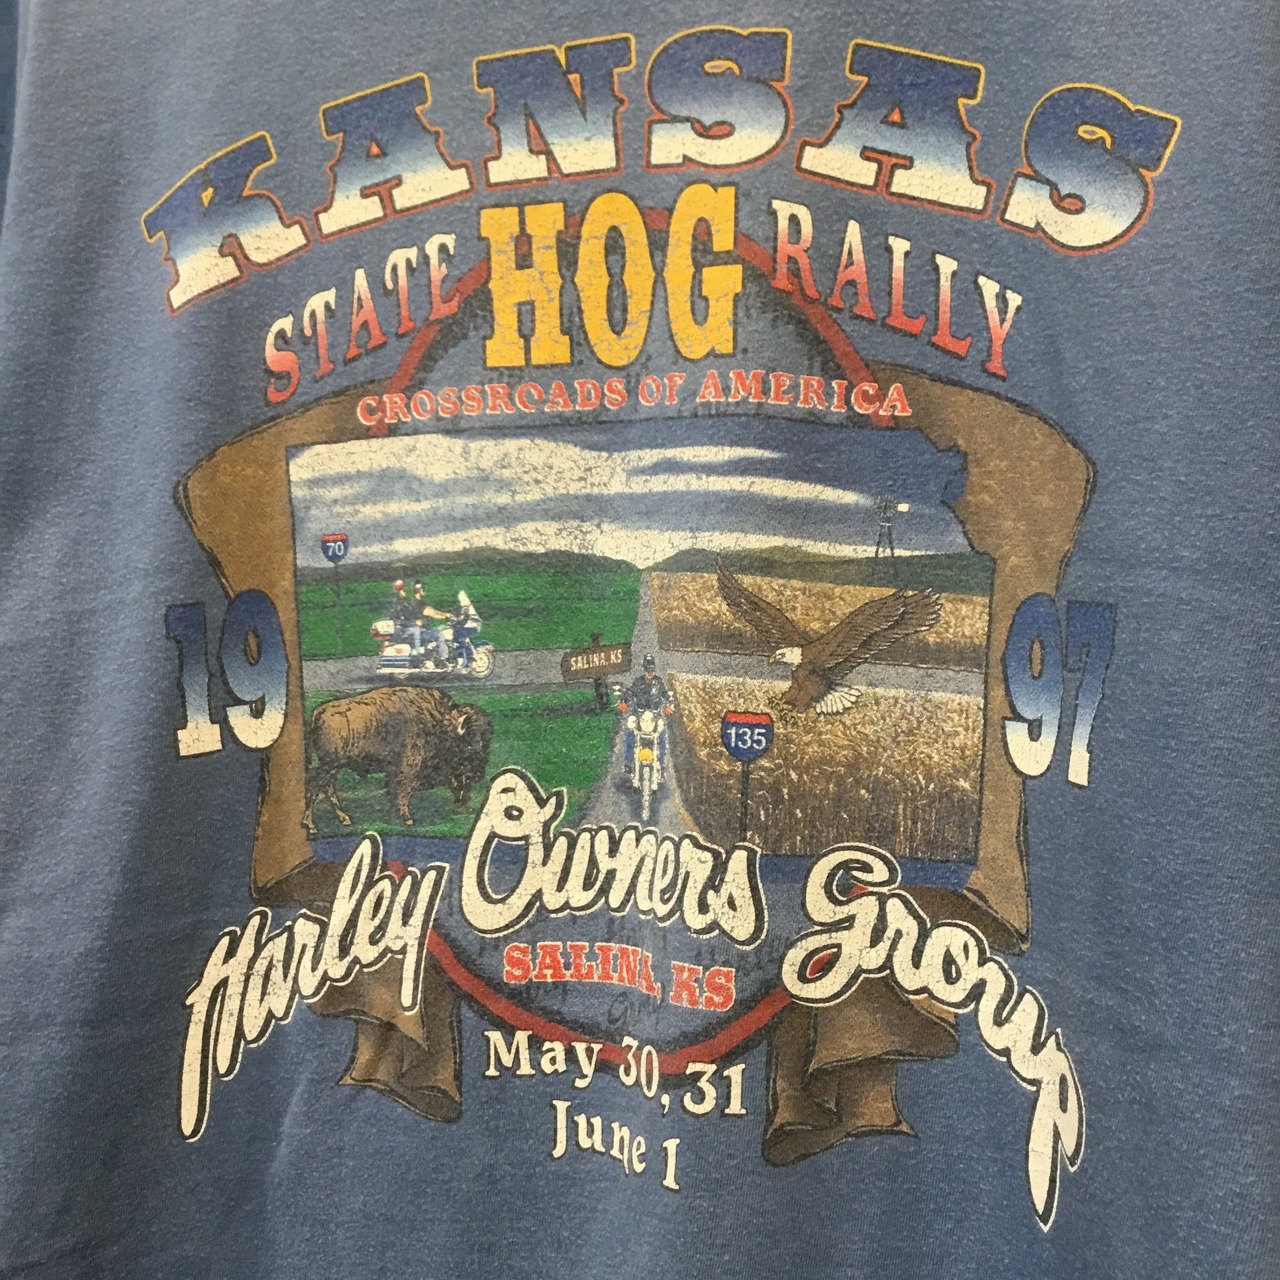 KANSAS
STATE HOG RALLY
CROSSROADS OF AMERICA
70
SALINA, KS
19 97
135
Harley Owners Group
SALINA, KS
May 30, 31
June 1